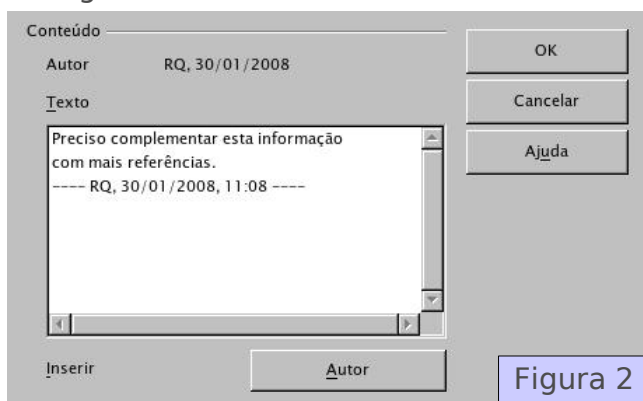 Conteúdo
Autor RQ, 30/01/2008
Texto
Preciso complementar esta informação
com mais referências.
---- RQ, 30/01/2008, 11:08 ----
Inserir
Autor
OK
Cancelar
Ajuda
Figura 2